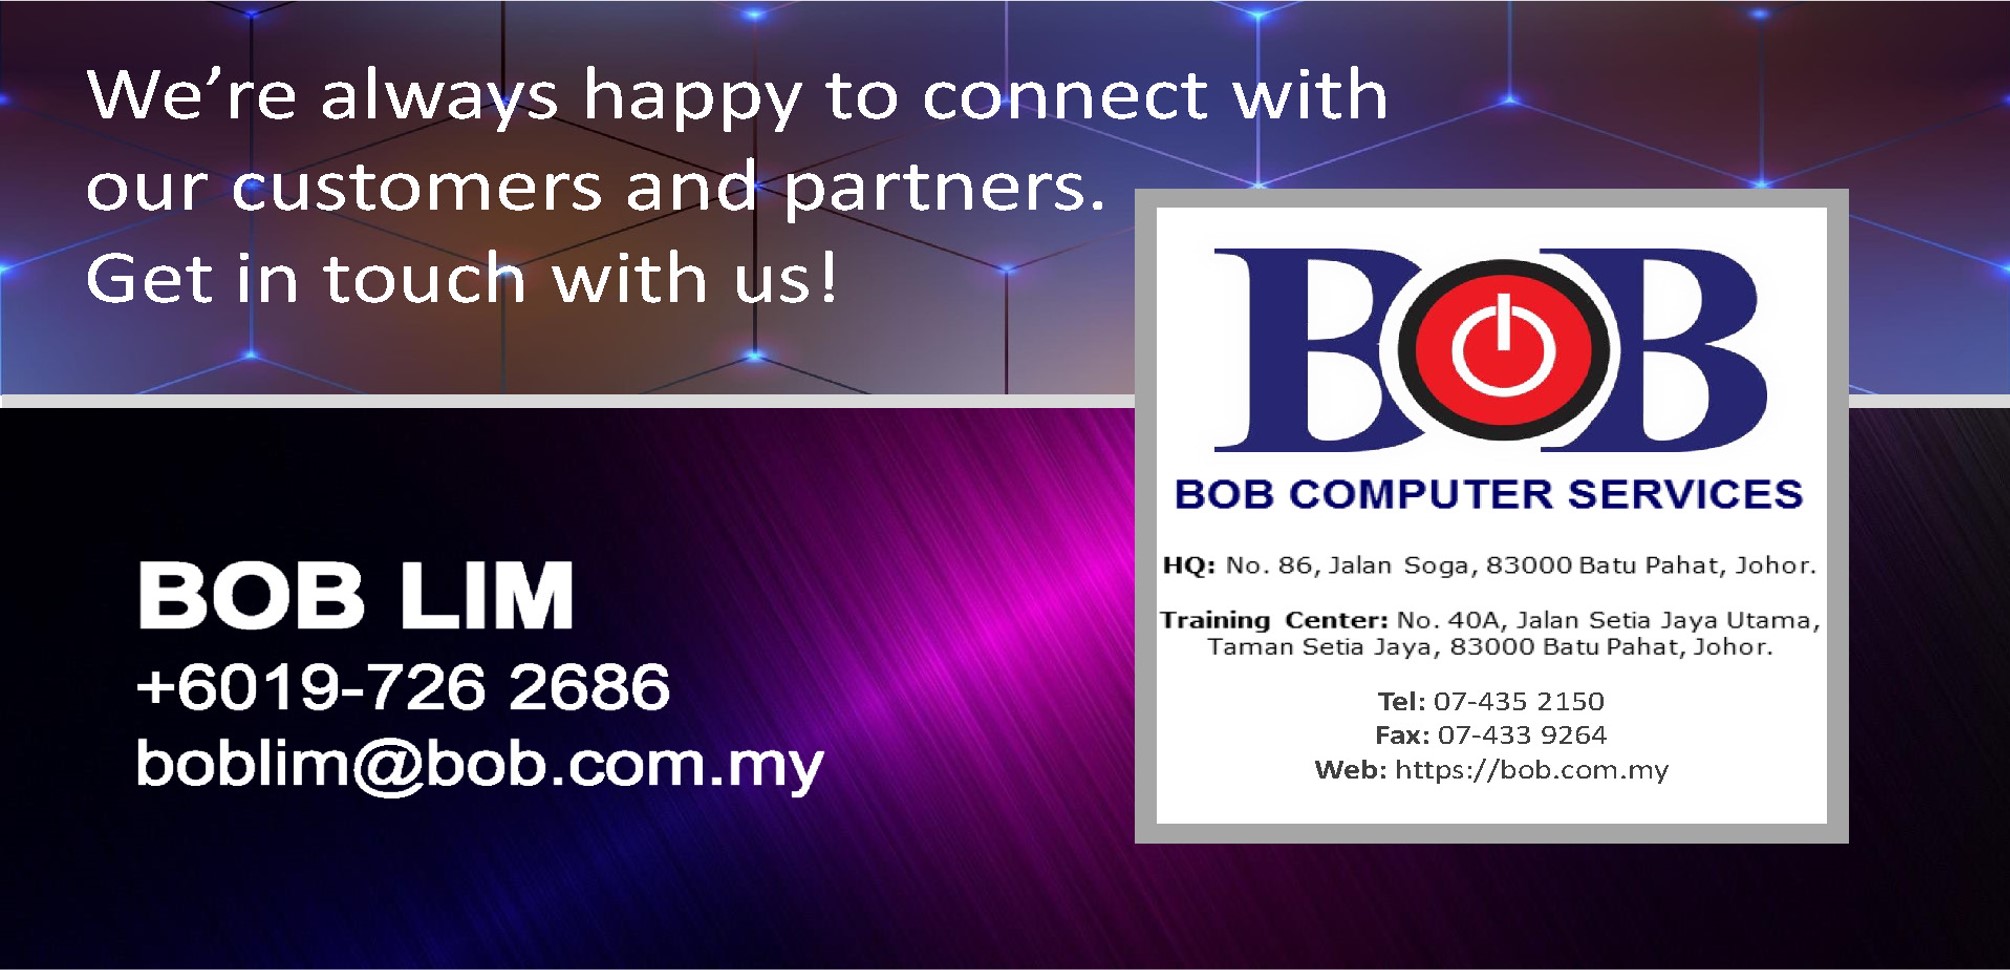 We're always happy to connect with
our customers and partners.
Get in touch with us!
BOB LIM
+6019-726 2686
boblim@bob.com.my
BOB
BOB COMPUTER SERVICES
HQ: No. 86, Jalan Soga, 83000 Batu Pahat, Johor.
Training Center: No. 40A, Jalan Setia Jaya Utama,
Taman Setia Jaya, 83000 Batu Pahat, Johor.
Tel: 07-435 2150
Fax: 07-433 9264
Web: https://bob.com.my